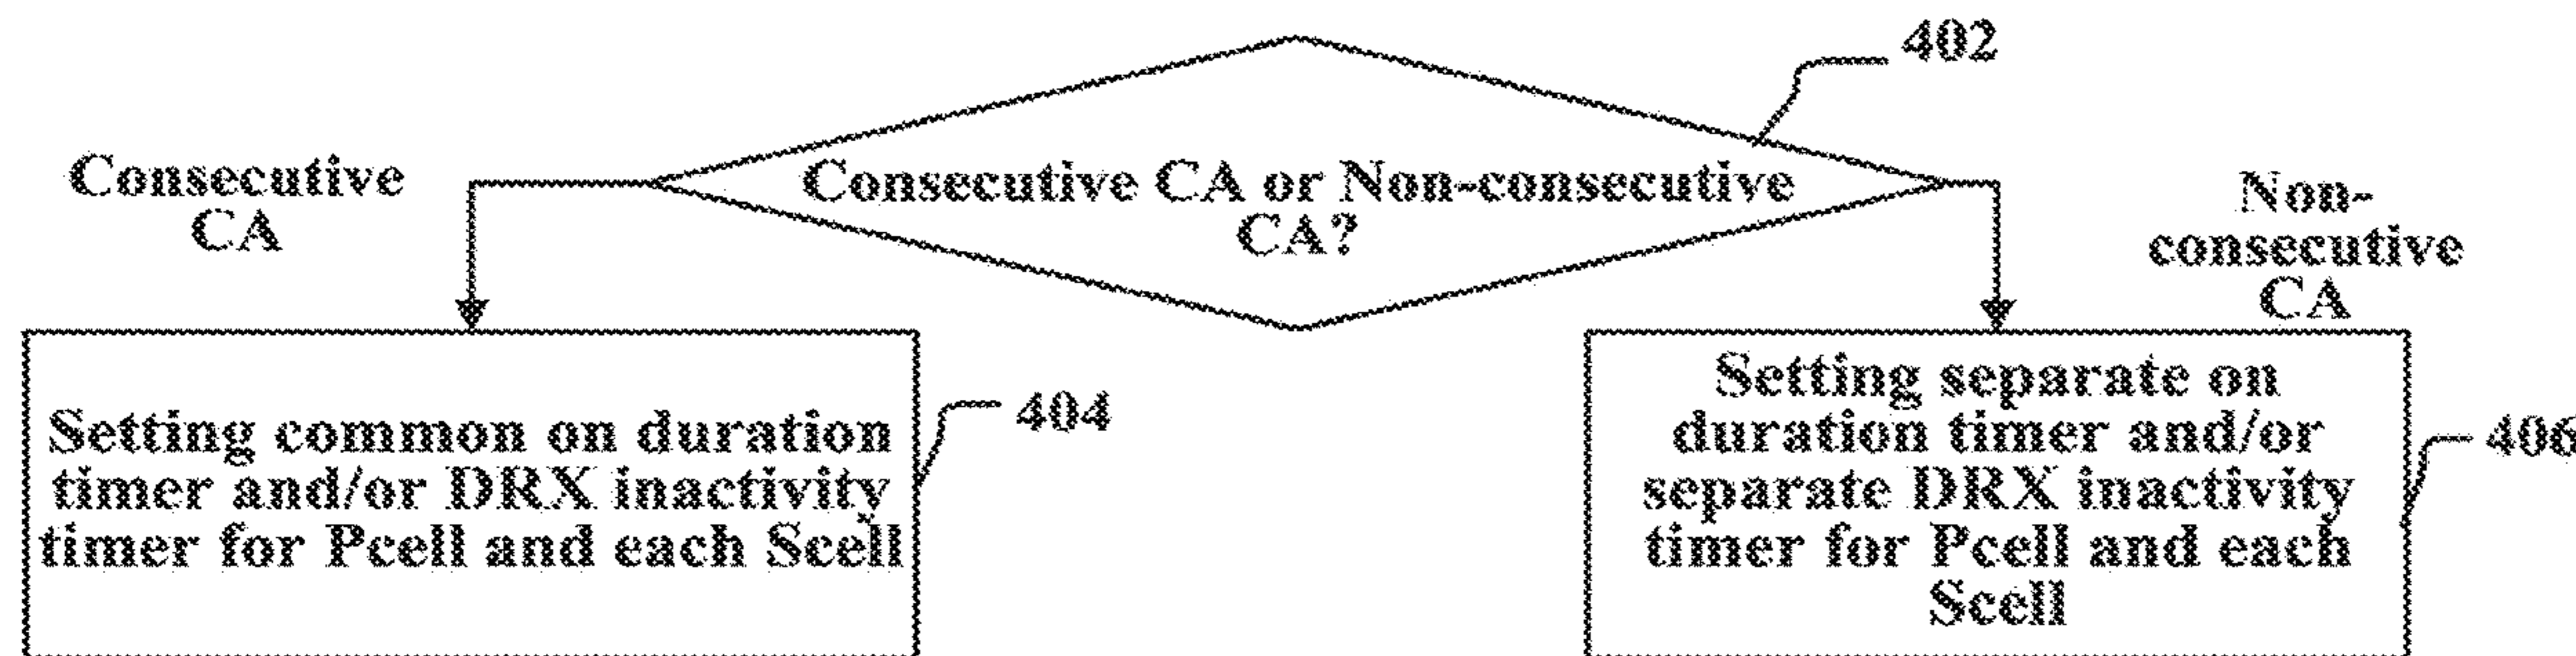 402
Consecutive
CA
Consecutive CA or Non-consecutive
CA?
Non-
consecutive
CA
Setting common on duration
timer and/or DRX inactivity
timer for Pcell and each Scell
404
Setting separate on
duration timer and/or
separate DRX inactivity
timer for Pcell and each
Scell
406